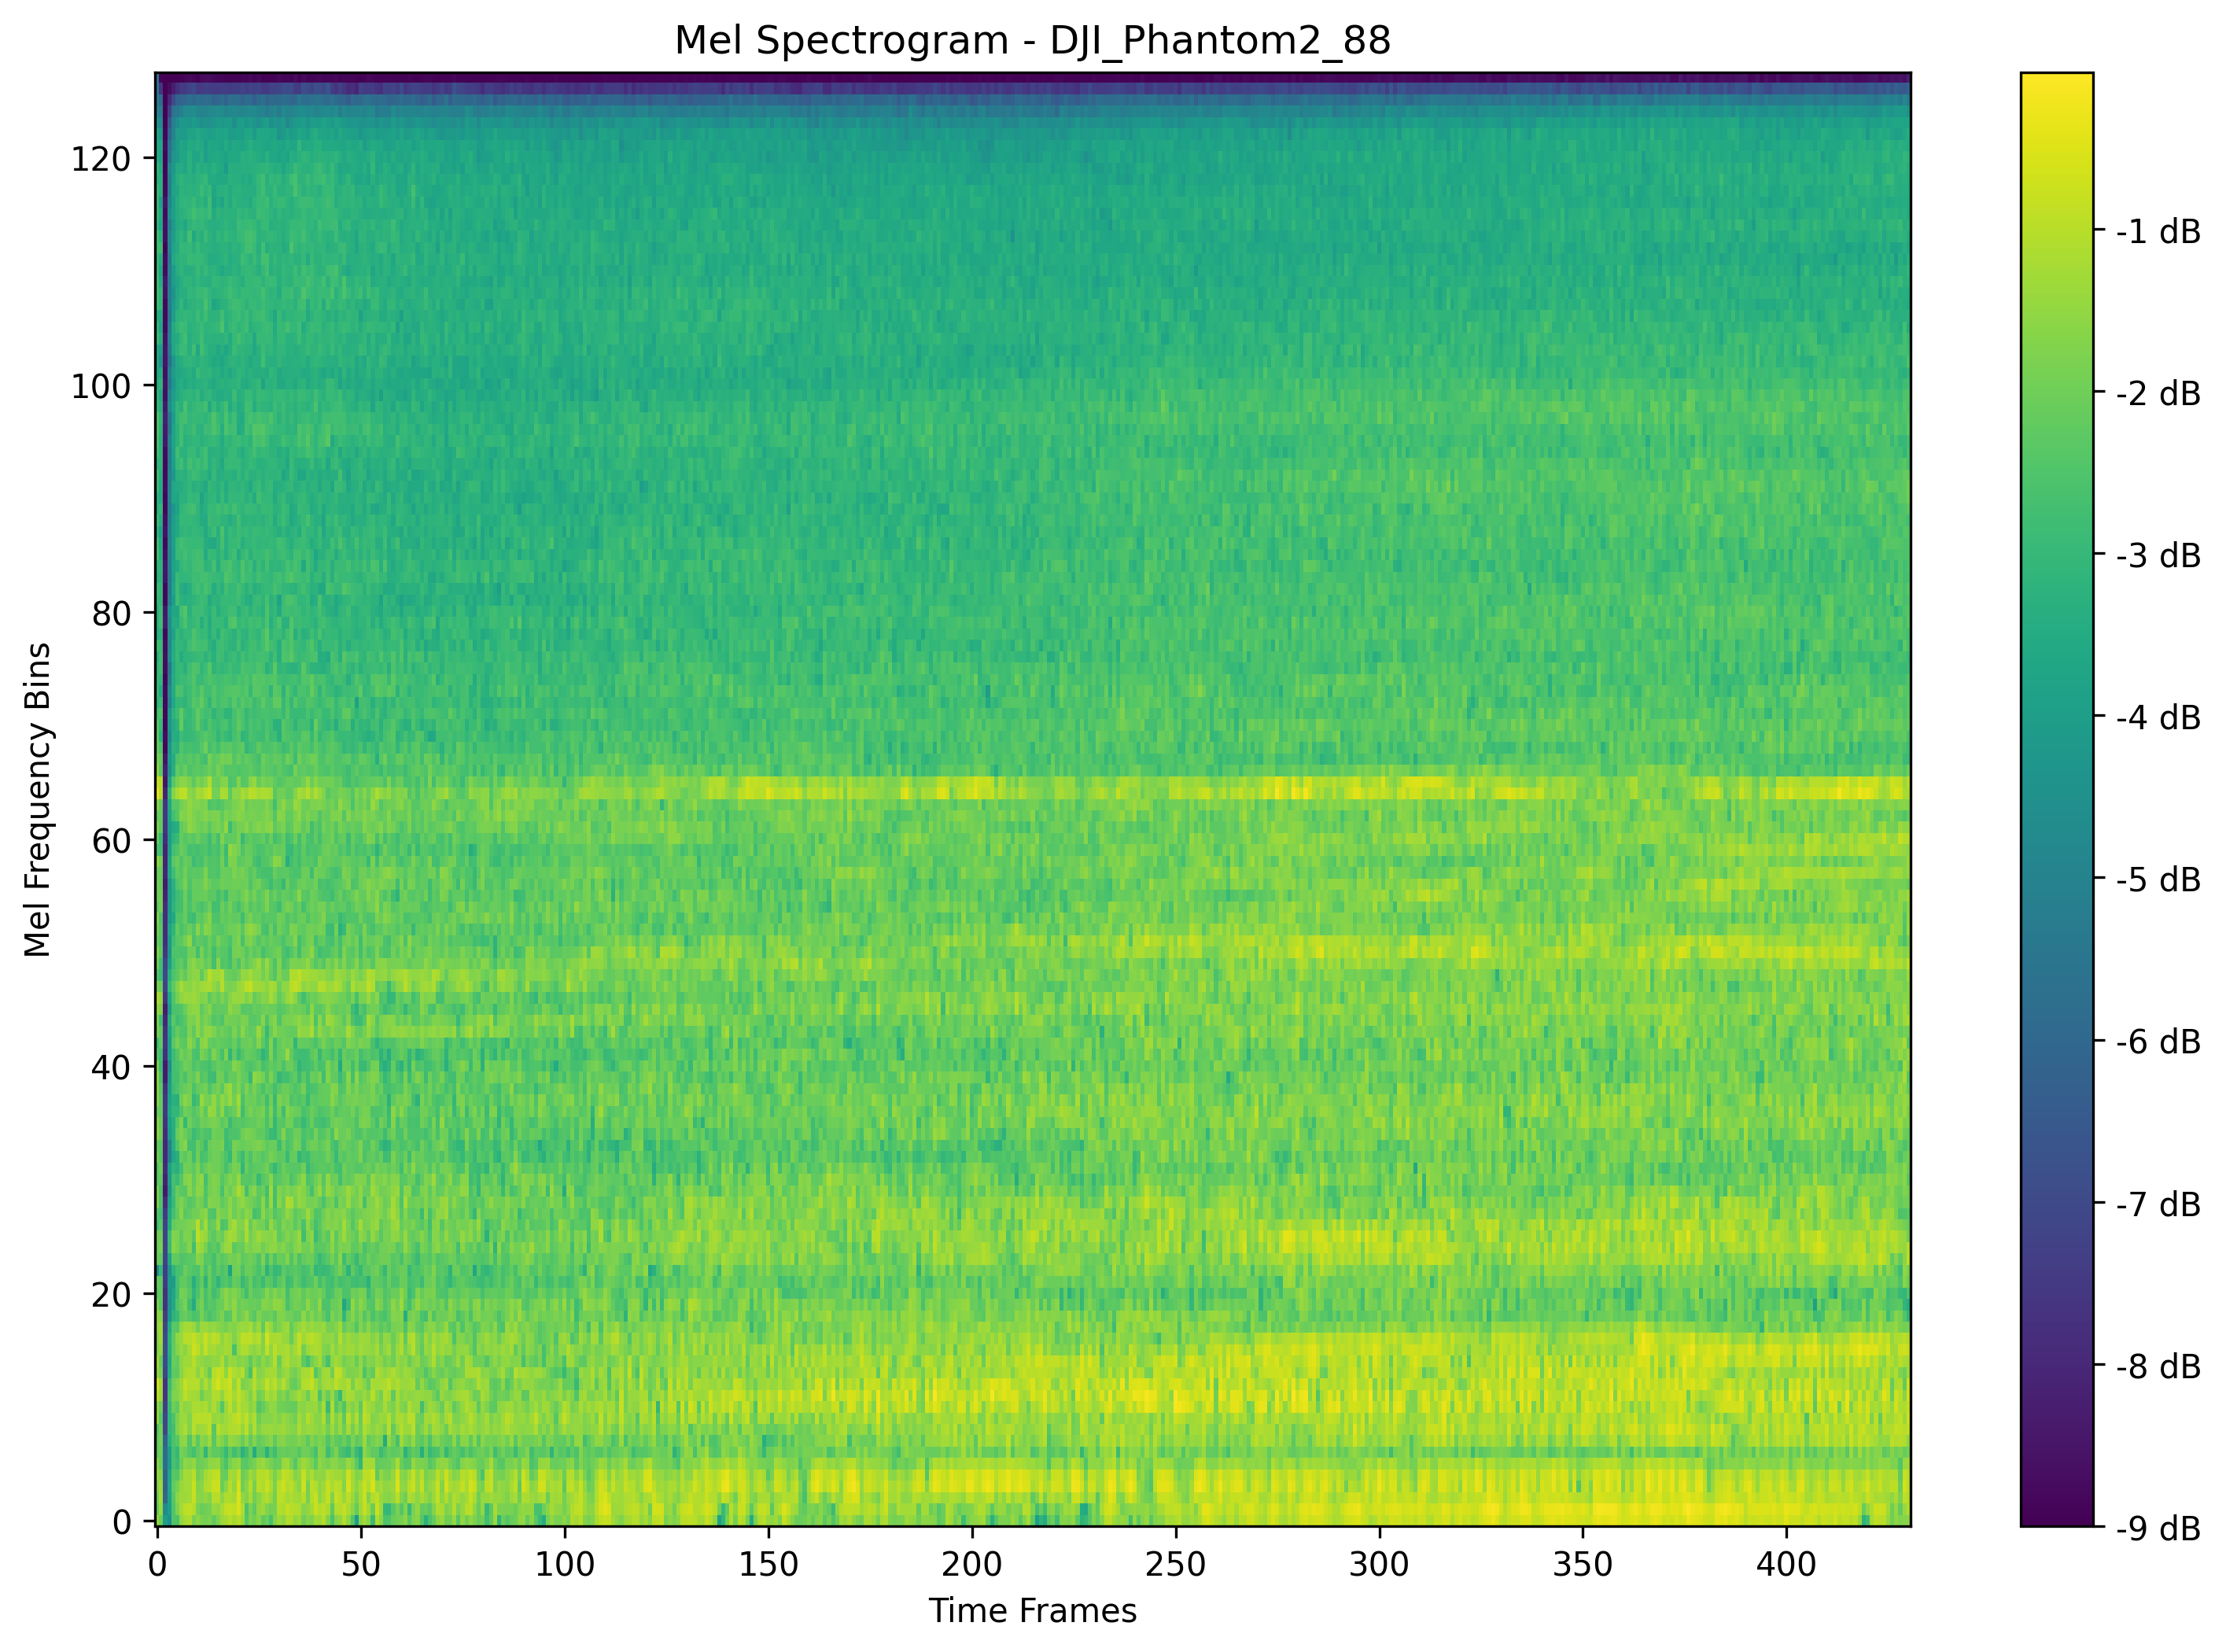 Mel Spectrogram - DJI_Phantom2_88
Mel Frequency Bins
120
100
80
60
40
20
0
0 50 100 150 200 250 300 350 400
Time Frames
-1 dB
-2 dB
-3 dB
-4 dB
-5 dB
-6 dB
-7 dB
-8 dB
-9 dB